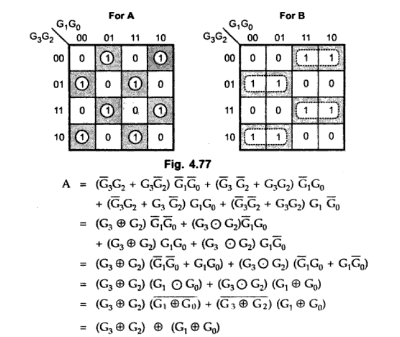 For A For B
G₁G₀ G₁G₀
G₃G₂ 00 01 11 10 G₃G₂ 00 01 11 10
00 0 1 0 1 00 0 0 1 1
01 1 0 1 0 01 1 1 0 0
11 0 1 0 1 11 0 0 1 1
10 1 0 1 0 10 1 1 0 0
Fig. 4.77
A = (G̅₃G₂ + G₃G̅₂) G̅₁G̅₀ + (G̅₃ G̅₂ + G₃G₂) G̅₁G₀
+ (G̅₃G₂ + G₃ G̅₂) G₁G₀ + (G̅₃G̅₂ + G₃G₂) G₁ G̅₀
= (G₃ ⊕ G₂) G̅₁G̅₀ + (G₃ ⊙ G₂)G̅₁G₀
+ (G₃ ⊕ G₂) G₁G₀ + (G₃ ⊙ G₂) G₁G̅₀
= (G₃ ⊕ G₂) (G̅₁G̅₀ + G₁G₀) + (G₃ ⊙ G₂) (G̅₁G₀ + G₁G̅₀)
= (G₃ ⊕ G₂) (G₁ ⊙ G₀) + (G₃ ⊙ G₂) (G₁ ⊕ G₀)
= (G₃ ⊕ G₂) (G̅₁̅ ̅⊕̅ ̅G̅₀̅) + (G̅₃̅ ̅⊕̅ ̅G̅₂̅) (G₁ ⊕ G₀)
= (G₃ ⊕ G₂) ⊕ (G₁ ⊕ G₀)